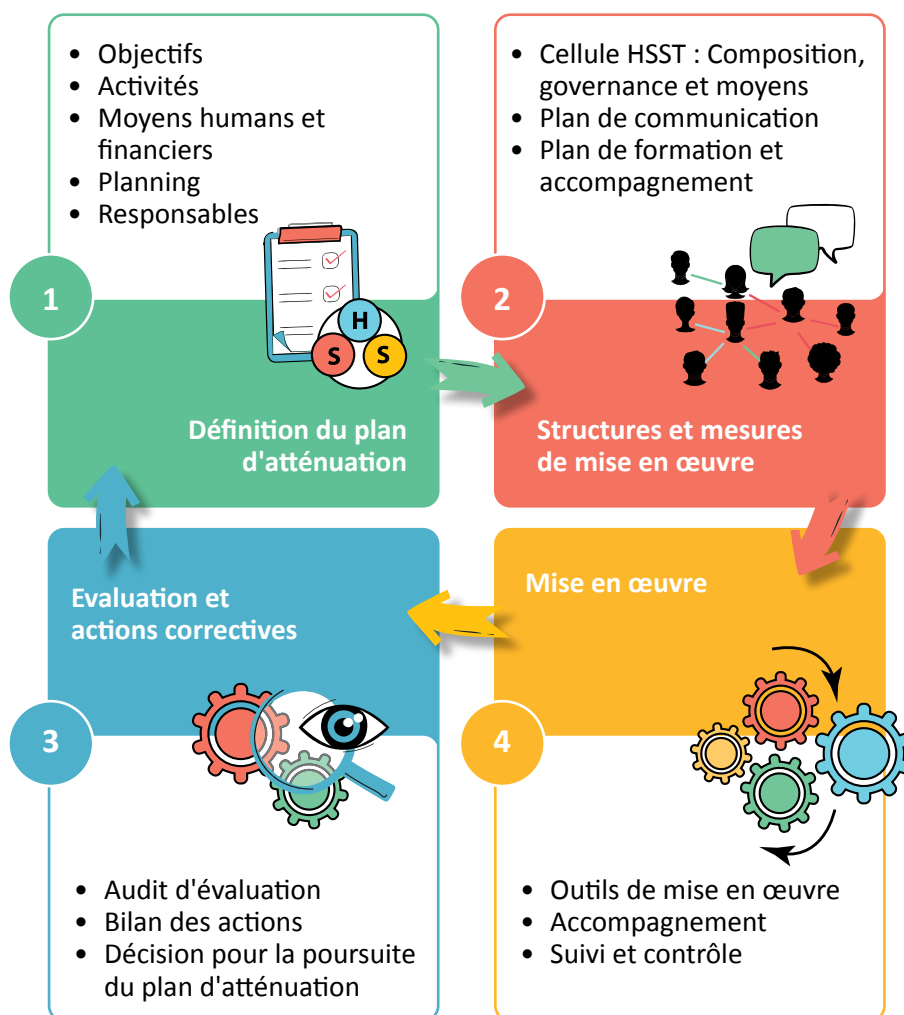 • Objectifs
• Activités
• Moyens humans et
financiers
• Planning
• Responsables
1
H
S S
Définition du plan
d'atténuation
• Cellule HSST : Composition,
governance et moyens
• Plan de communication
• Plan de formation et
accompagnement
2
Structures et mesures
de mise en œuvre
Evaluation et
actions correctives
3
• Audit d'évaluation
• Bilan des actions
• Décision pour la poursuite
du plan d'atténuation
Mise en œuvre
4
• Outils de mise en œuvre
• Accompagnement
• Suivi et contrôle